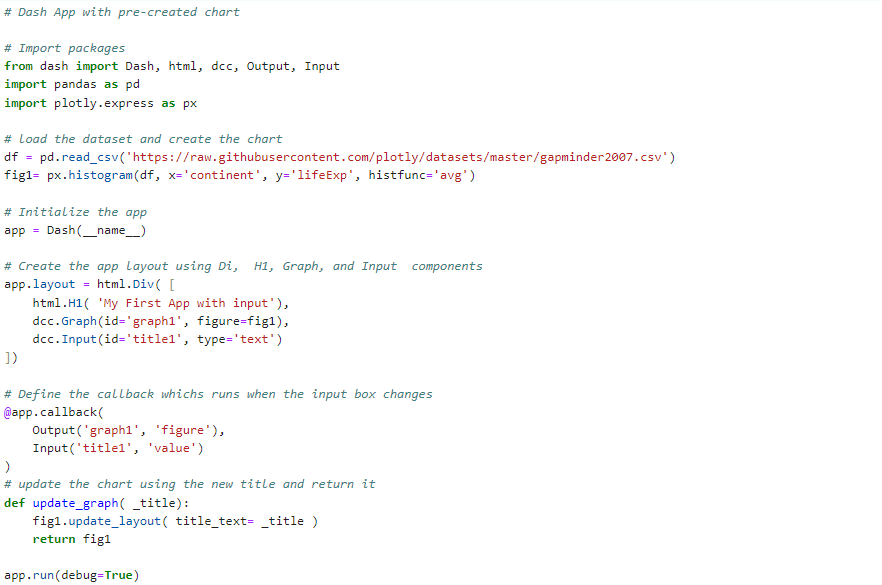 # Dash App with pre-created chart
# Import packages
from dash import Dash, html, dcc, Output, Input
import pandas as pd
import plotly.express as px
# load the dataset and create the chart
df = pd.read_csv('https://raw.githubusercontent.com/plotly/datasets/master/gapminder2007.csv')
fig1= px.histogram(df, x='continent', y='lifeExp', histfunc='avg')
# Initialize the app
app = Dash(__name__)
# Create the app layout using Di,  H1, Graph, and Input  components
app.layout = html.Div( [
    html.H1( 'My First App with input'),
    dcc.Graph(id='graph1', figure=fig1),
    dcc.Input(id='title1', type='text')
])
# Define the callback whichs runs when the input box changes
@app.callback(
    Output('graph1', 'figure'),
    Input('title1', 'value')
)
# update the chart using the new title and return it
def update_graph( _title):
    fig1.update_layout( title_text= _title )
    return fig1
app.run(debug=True)